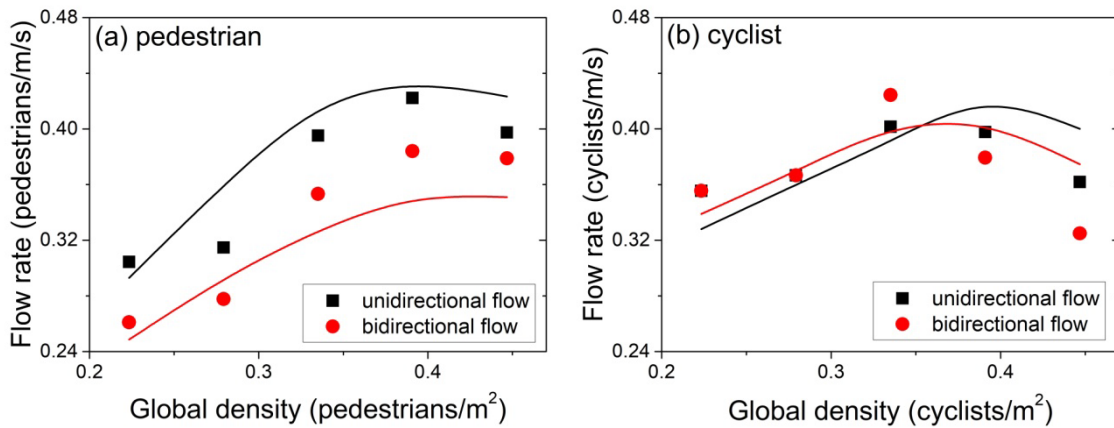 (a) pedestrian
Flow rate (pedestrians/m/s)
0.48
0.40
0.32
0.24
0.2
0.3
0.4
Global density (pedestrians/m²)
unidirectional flow
bidirectional flow
(b) cyclist
Flow rate (cyclists/m/s)
0.48
0.40
0.32
0.24
0.2
0.3
0.4
Global density (cyclists/m²)
unidirectional flow
bidirectional flow